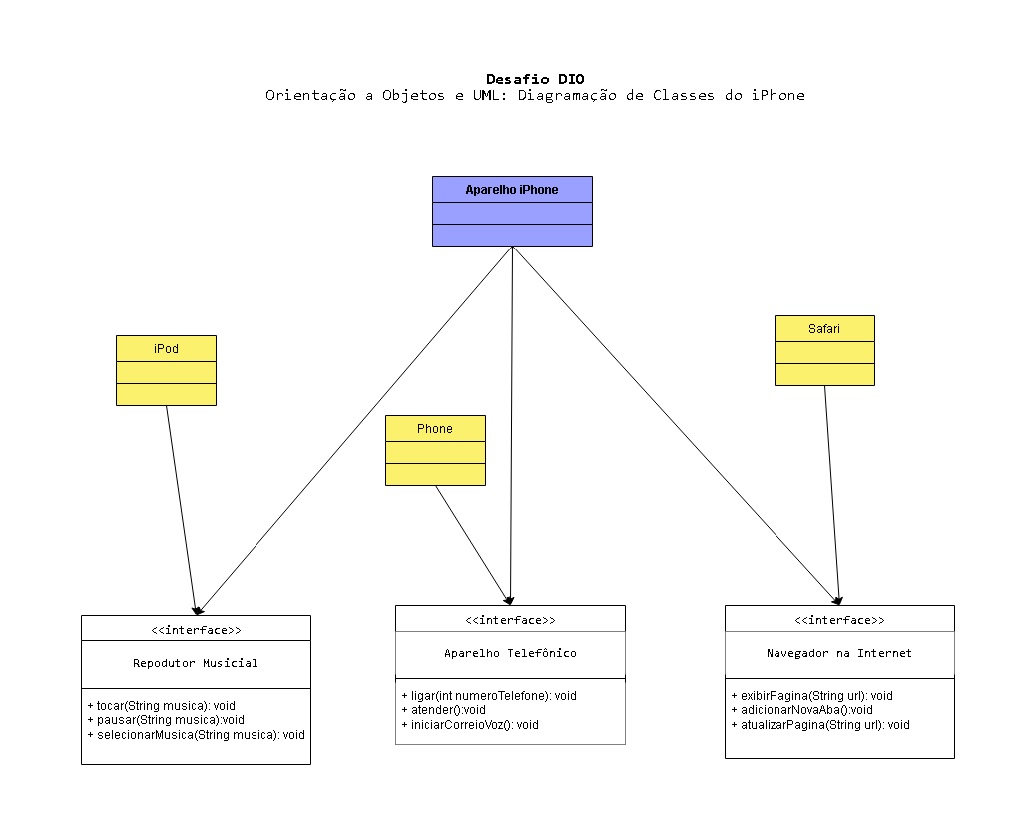 Desafio DIO
Orientação a Objetos e UML: Diagramação de Classes do iPhone
Aparelho iPhone
iPod
Phone
Safari
<<interface>>
Repodutor Musicial
+ tocar(String musica): void
+ pausar(String musica):void
+ selecionarMusica(String musica): void
<<interface>>
Aparelho Telefônico
+ ligar(int numeroTelefone): void
+ atender():void
+ iniciarCorreioVoz(): void
<<interface>>
Navegador na Internet
+ exibirFagina(String url): void
+ adicionarNovaAba():void
+ atualizarPagina(String url): void